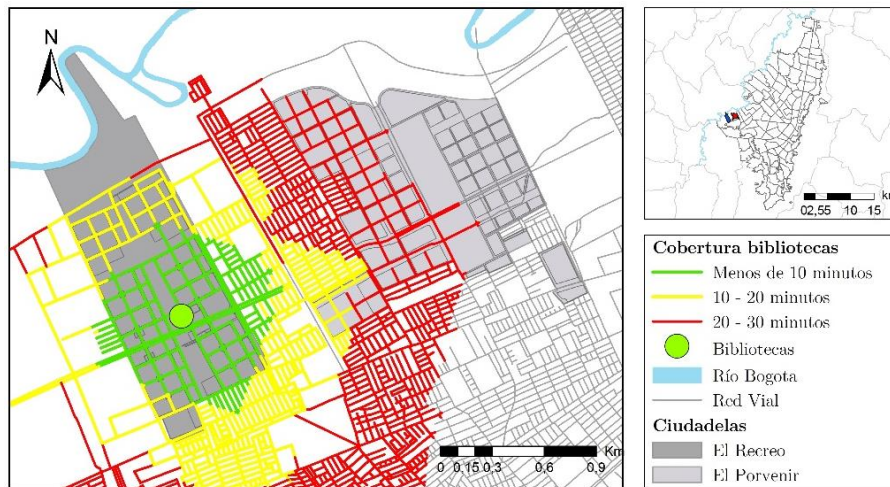 N
Km
0 0,15 0,3 0,6 0,9
km
02,55 10 15
Cobertura bibliotecas
Menos de 10 minutos
10 - 20 minutos
20 - 30 minutos
Bibliotecas
Río Bogota
Red Vial
Ciudadelas
El Recreo
El Porvenir